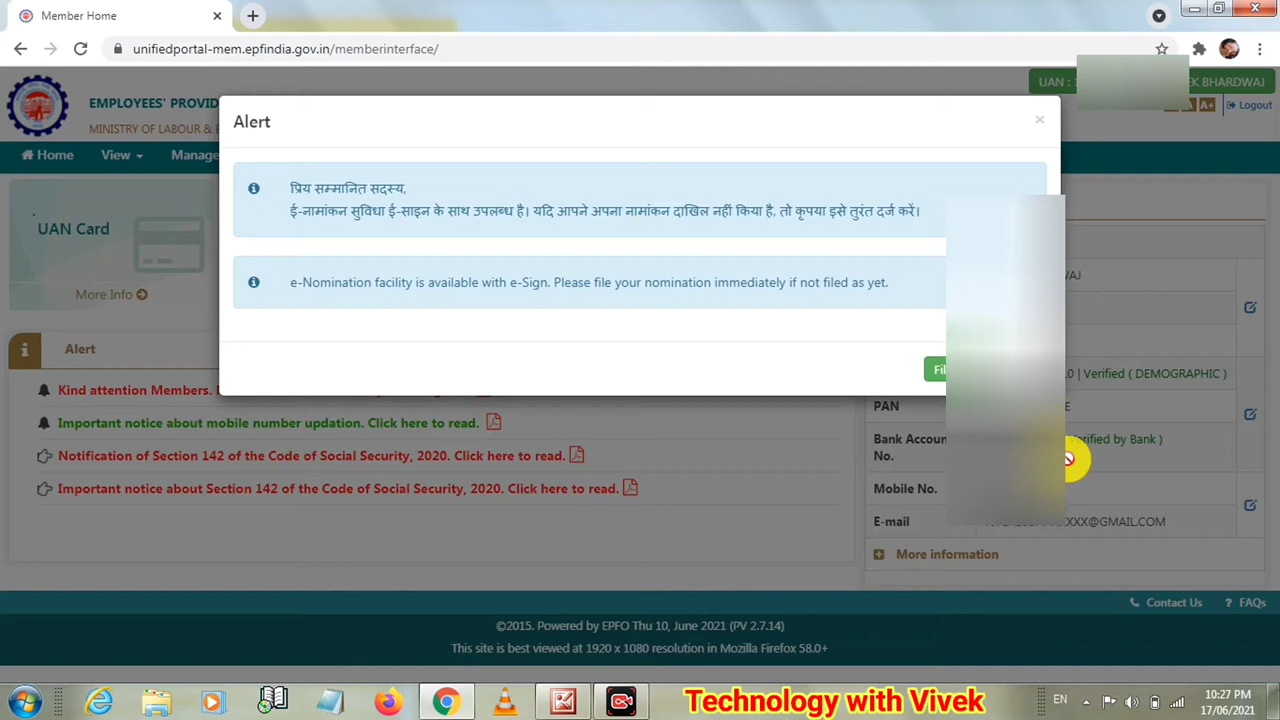 Member Home
unifiedportal-mem.epfindia.gov.in/memberinterface/
UAN :
BHARDWAJ
EMPLOYEES' PROVID
MINISTRY OF LABOUR & E
A+
Logout
Home
View
Manage
Alert
प्रिय सम्मानित सदस्य,
ई-नामांकन सुविधा ई-साइन के साथ उपलब्ध है। यदि आपने अपना नामांकन दाखिल नहीं किया है, तो कृपया इसे तुरंत दर्ज करें।
e-Nomination facility is available with e-Sign. Please file your nomination immediately if not filed as yet.
UAN Card
More Info
Alert
Kind attention Members.
Important notice about mobile number updation. Click here to read.
Notification of Section 142 of the Code of Social Security, 2020. Click here to read.
Important notice about Section 142 of the Code of Social Security, 2020. Click here to read.
| Verified ( DEMOGRAPHIC )
PAN
Bank Accoun
No.
erified by Bank )
Mobile No.
E-mail
XXX@GMAIL.COM
More information
Contact Us
? FAQs
©2015. Powered by EPFO Thu 10, June 2021 (PV 2.7.14)
This site is best viewed at 1920 x 1080 resolution in Mozilla Firefox 58.0+
Technology with Vivek
EN
10:27 PM
17/06/2021